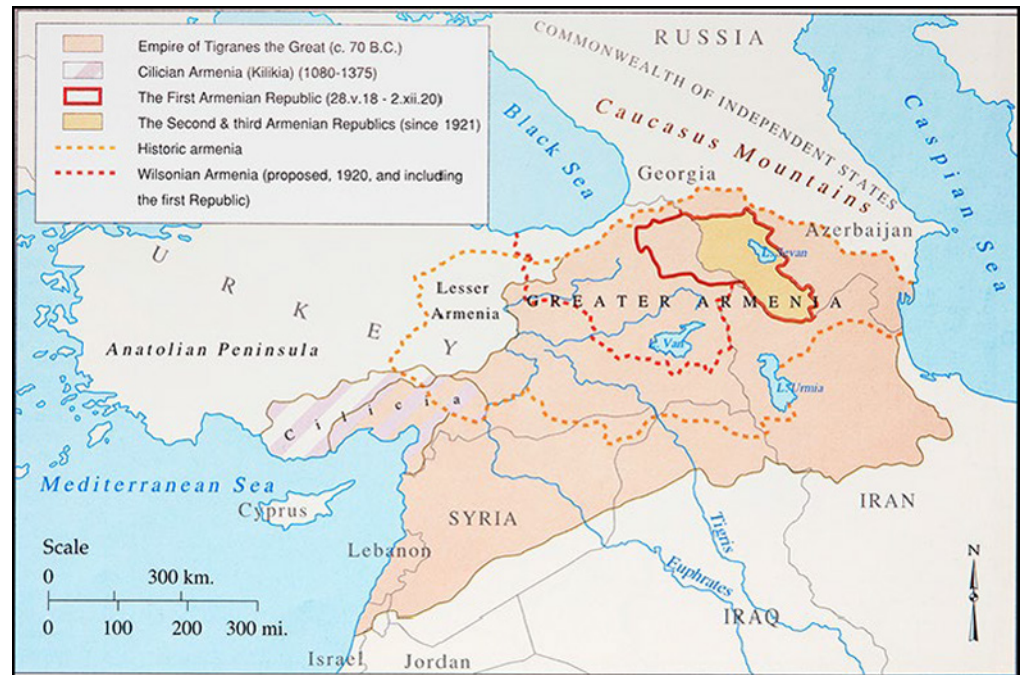 Empire of Tigranes the Great (c. 70 B.C.)
Cilician Armenia (Kilikia) (1080-1375)
The First Armenian Republic (28.v.18 - 2.xii.20)
The Second & third Armenian Republics (since 1921)
Historic armenia
Wilsonian Armenia (proposed, 1920, and including
the first Republic)
RUSSIA
COMMONWEALTH OF INDEPENDENT STATES
Caucasus Mountains
Black Sea
Caspian Sea
Georgia
Azerbaijan
L. Sevan
TURKEY
Lesser
Armenia
GREATER ARMENIA
Anatolian Peninsula
L. Van
L. Urmia
Cilicia
Mediterranean Sea
Cyprus
SYRIA
IRAN
Tigris
Lebanon
Euphrates
IRAQ
Israel
Jordan
Scale
0 300 km.
0 100 200 300 mi.
N